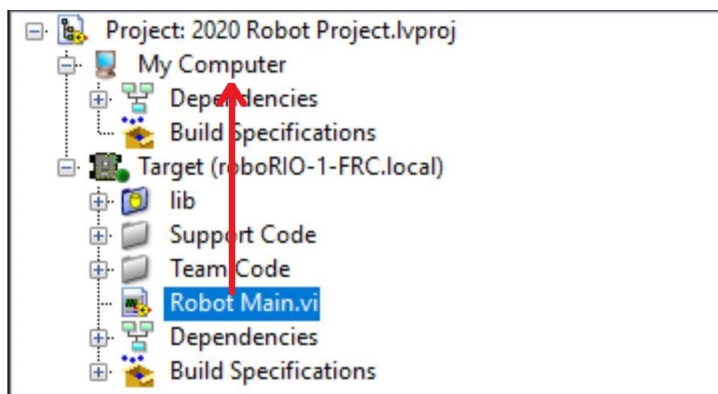 Project: 2020 Robot Project.lvproj
My Computer
Dependencies
Build Specifications
Target (roboRIO-1-FRC.local)
lib
Support Code
Team Code
Robot Main.vi
Dependencies
Build Specifications